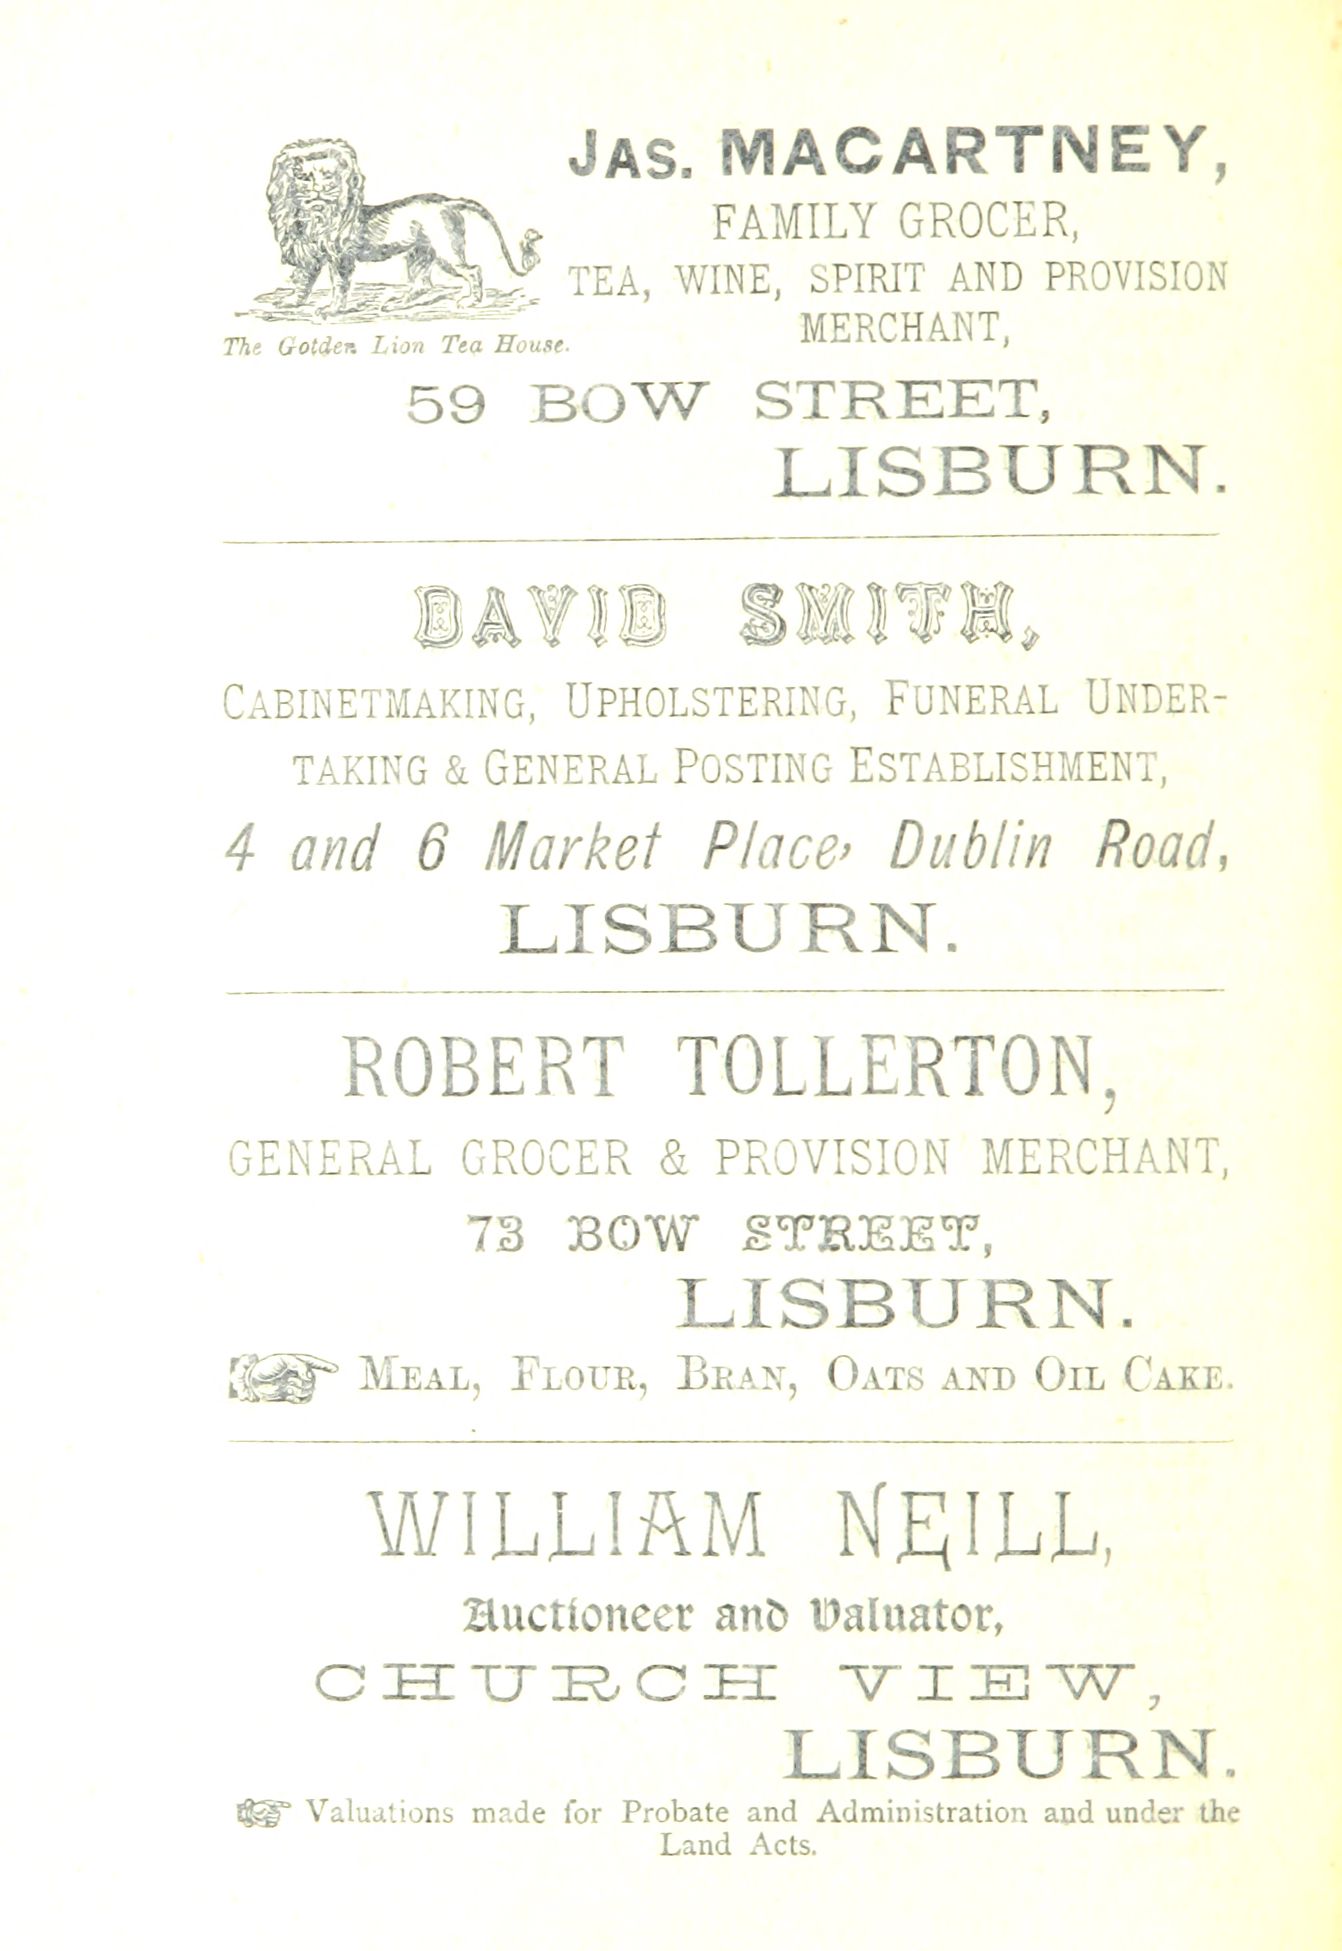 Jas. MACARTNEY,
FAMILY GROCER,
TEA, WINE, SPIRIT AND PROVISION
MERCHANT,
The Gotden Lion Tea House.
59 BOW STREET,
LISBURN.
DAVID SMITH,
Cabinetmaking, Upholstering, Funeral Under-
taking & General Posting Establishment,
4 and 6 Market Place, Dublin Road,
LISBURN.
ROBERT TOLLERTON,
GENERAL GROCER & PROVISION MERCHANT,
73 BOW STREET,
LISBURN.
Meal, Flour, Bran, Oats and Oil Cake.
WILLIAM NEILL,
Auctioneer and Valuator,
CHURCH VIEW,
LISBURN.
Valuations made for Probate and Administration and under the
Land Acts.